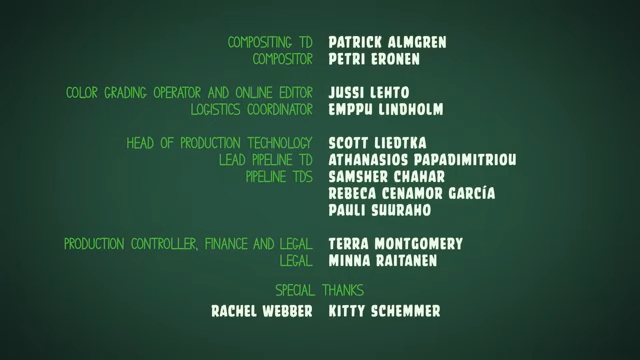 COMPOSITING TD PATRICK ALMGREN
COMPOSITOR PETRI ERONEN
COLOR GRADING OPERATOR AND ONLINE EDITOR JUSSI LEHTO
LOGISTICS COORDINATOR EMPPU LINDHOLM
HEAD OF PRODUCTION TECHNOLOGY SCOTT LIEDTKA
LEAD PIPELINE TD ATHANASIOS PAPADIMITRIOU
PIPELINE TDS SAMSHER CHAHAR
REBECA CENAMOR GARCÍA
PAULI SUURAHO
PRODUCTION CONTROLLER, FINANCE AND LEGAL TERRA MONTGOMERY
LEGAL MINNA RAITANEN
SPECIAL THANKS
RACHEL WEBBER KITTY SCHEMMER